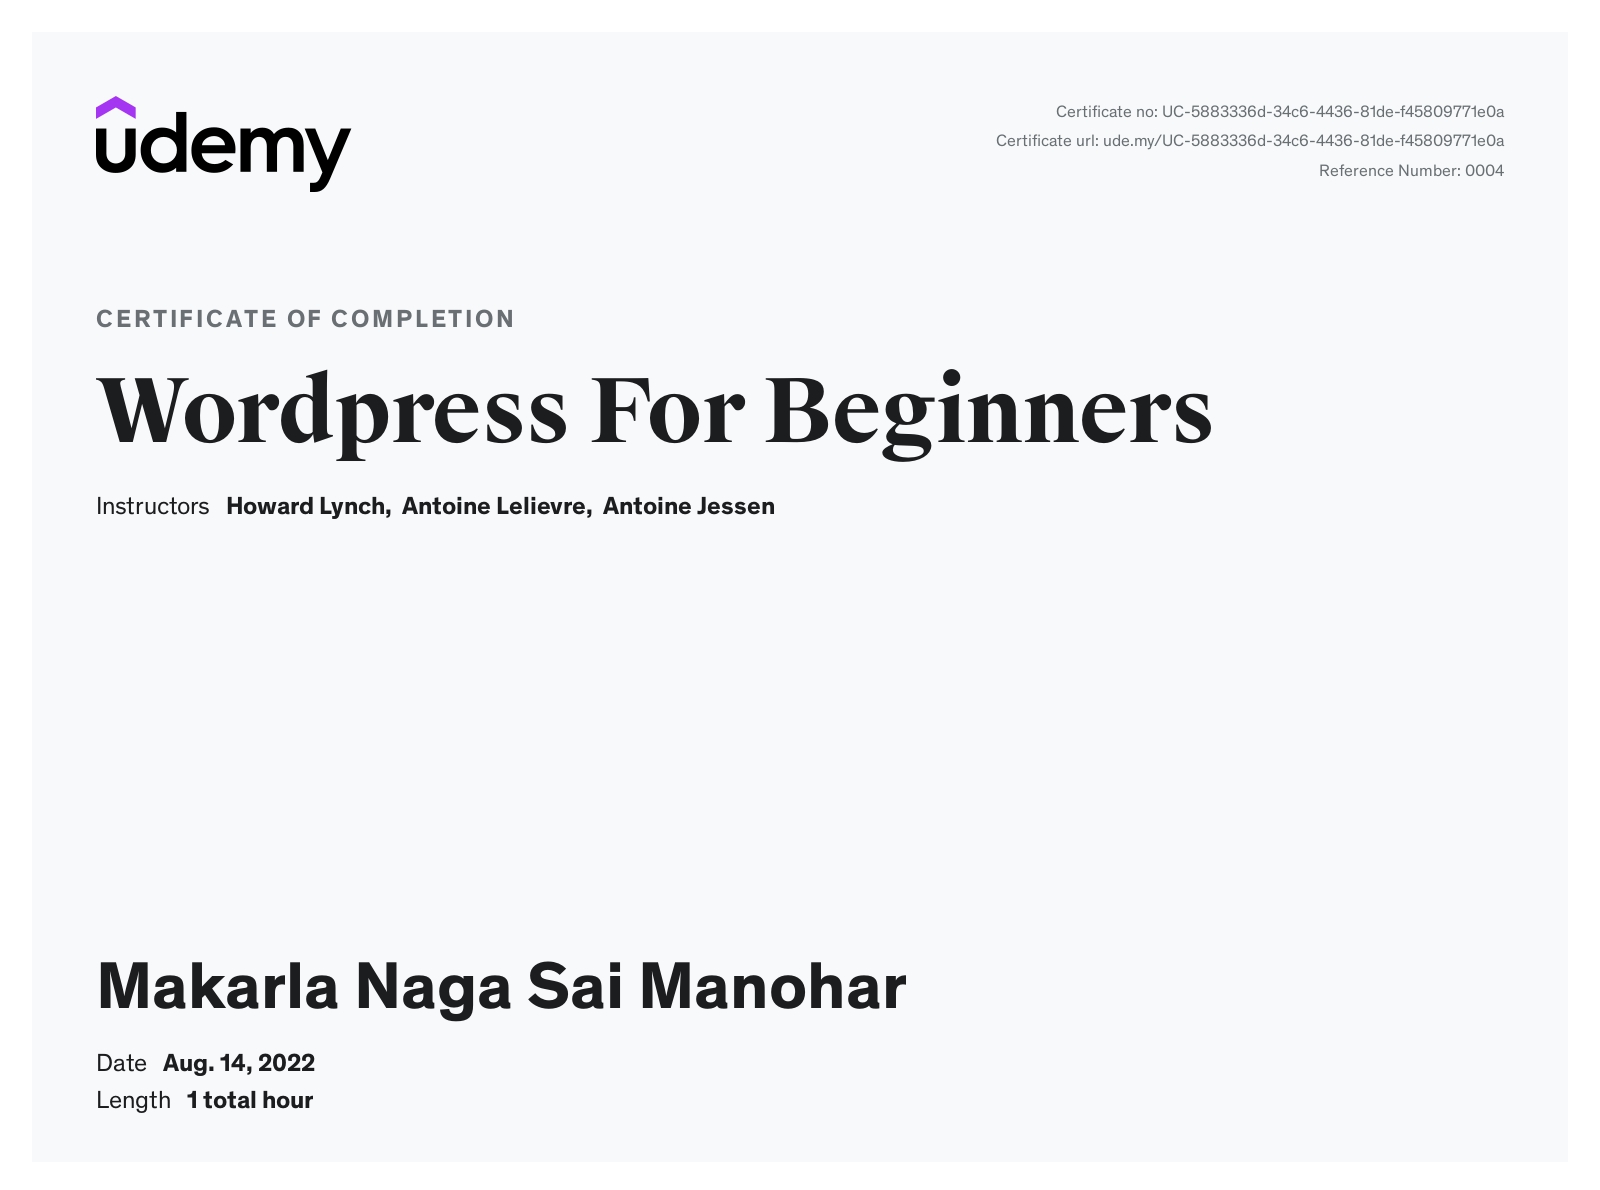 udemy
Certificate no: UC-5883336d-34c6-4436-81de-f45809771e0a
Certificate url: ude.my/UC-5883336d-34c6-4436-81de-f45809771e0a
Reference Number: 0004
CERTIFICATE OF COMPLETION
Wordpress For Beginners
Instructors Howard Lynch, Antoine Lelievre, Antoine Jessen
Makarla Naga Sai Manohar
Date Aug. 14, 2022
Length 1 total hour